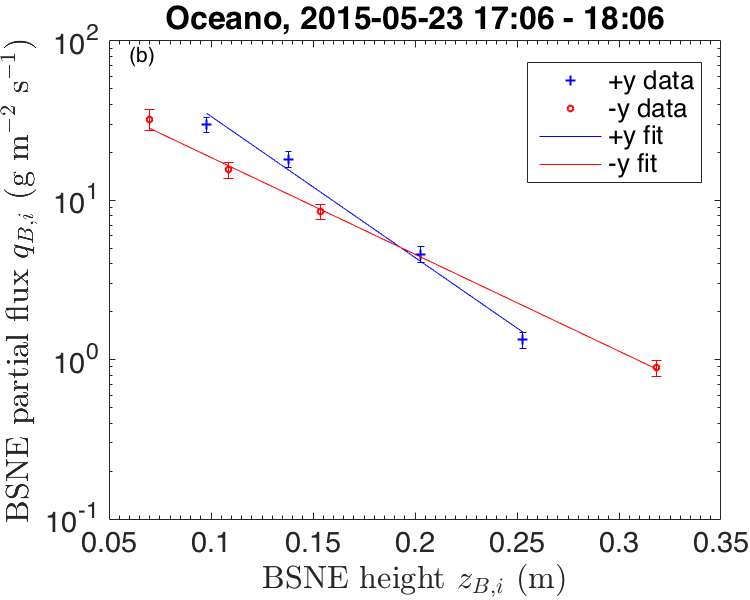 Oceano, 2015-05-23 17:06 - 18:06
(b)
+y data
-y data
+y fit
-y fit
BSNE partial flux q_{B,i} (g m^{-2} s^{-1})
10^2
10^1
10^0
10^{-1}
0.05 0.1 0.15 0.2 0.25 0.3 0.35
BSNE height z_{B,i} (m)